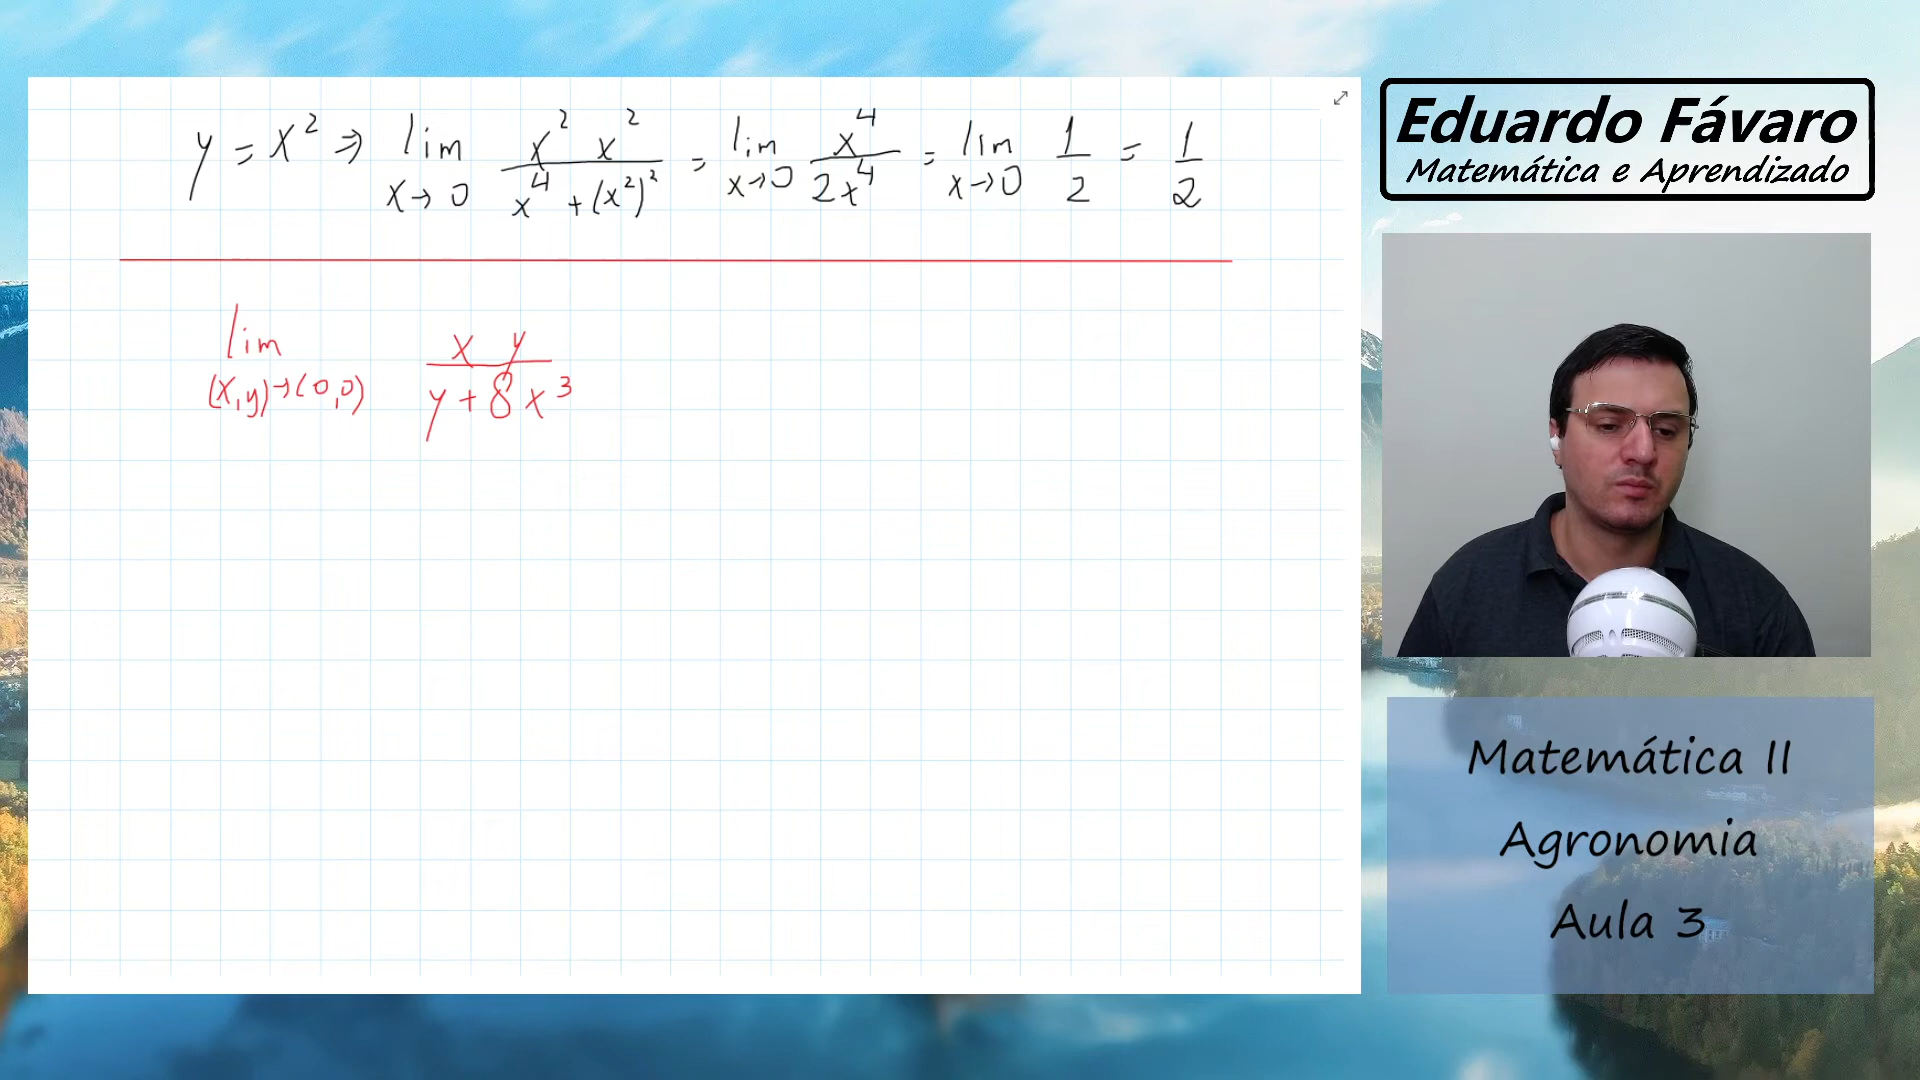 y = x² ⇒ lim x→0 x² x² / x⁴ + (x²)² = lim x→0 x⁴ / 2x⁴ = lim x→0 1/2 = 1/2
lim (x,y)→(0,0) x y / y + 8x³
Eduardo Fávaro
Matemática e Aprendizado
Matemática II
Agronomia
Aula 3